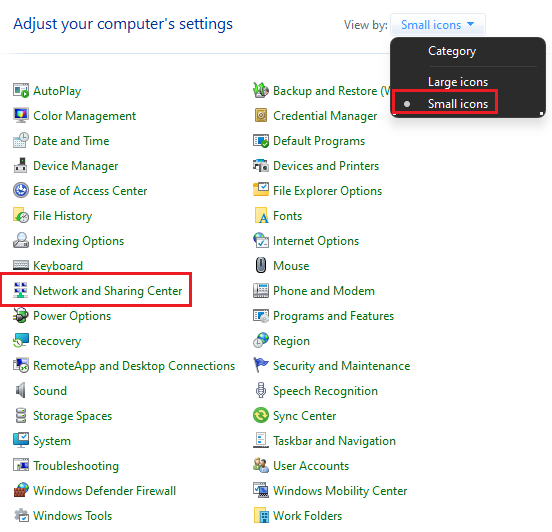 Adjust your computer's settings
View by: Small icons
Category
Large icons
Small icons
AutoPlay
Color Management
Date and Time
Device Manager
Ease of Access Center
File History
Indexing Options
Keyboard
Network and Sharing Center
Power Options
Recovery
RemoteApp and Desktop Connections
Sound
Storage Spaces
System
Troubleshooting
Windows Defender Firewall
Windows Tools
Backup and Restore (W
Credential Manager
Default Programs
Devices and Printers
File Explorer Options
Fonts
Internet Options
Mouse
Phone and Modem
Programs and Features
Region
Security and Maintenance
Speech Recognition
Sync Center
Taskbar and Navigation
User Accounts
Windows Mobility Center
Work Folders